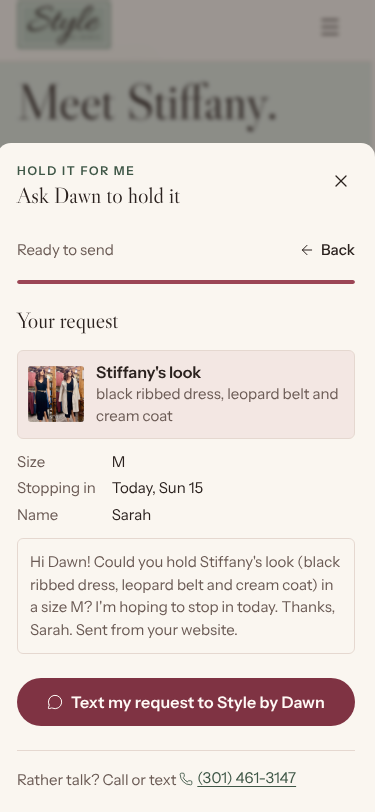 Style
Meet Stiffany.
HOLD IT FOR ME
Ask Dawn to hold it
Ready to send
Back
Your request
Stiffany's look
black ribbed dress, leopard belt and
cream coat
Size M
Stopping in Today, Sun 15
Name Sarah
Hi Dawn! Could you hold Stiffany's look (black
ribbed dress, leopard belt and cream coat) in
a size M? I'm hoping to stop in today. Thanks,
Sarah. Sent from your website.
Text my request to Style by Dawn
Rather talk? Call or text (301) 461-3147